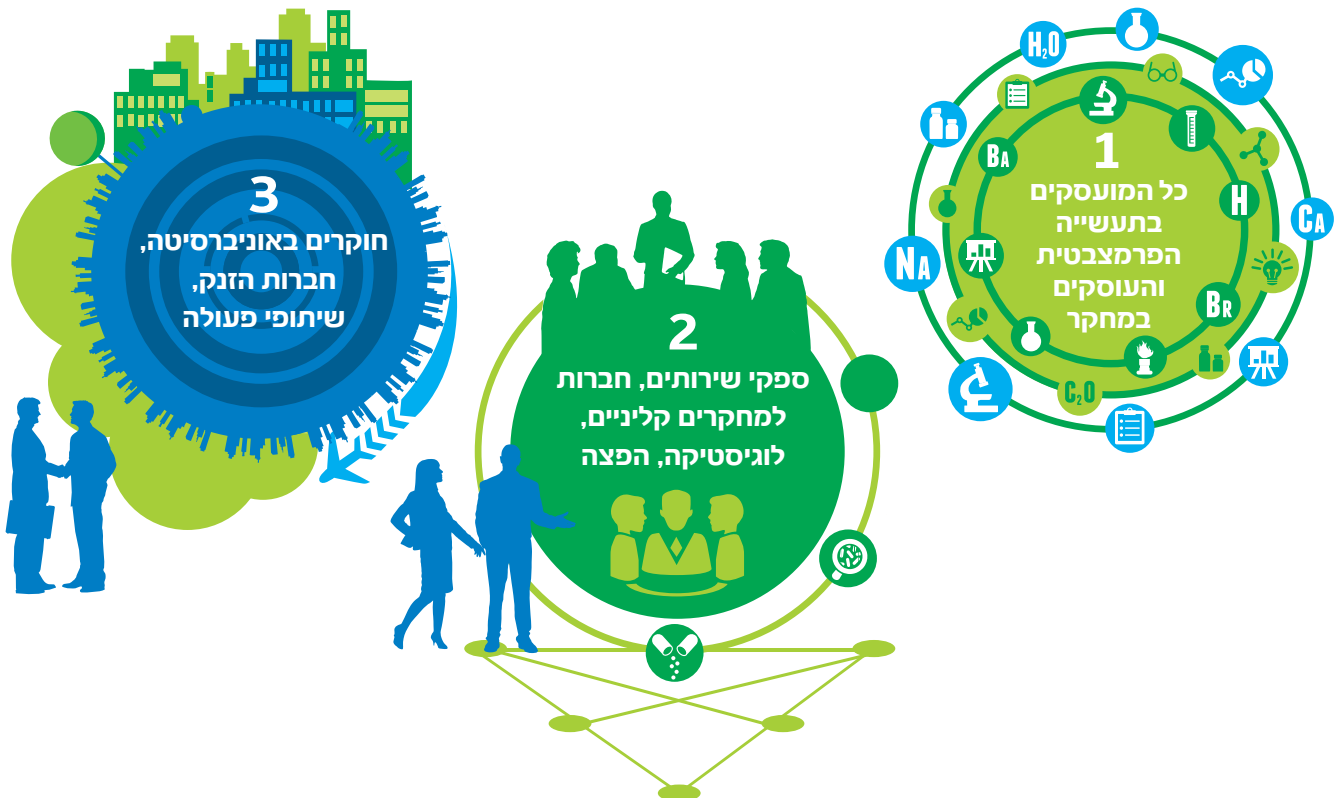 1
כל המועסקים
בתעשייה
הפרמצבטית
והעוסקים
במחקר
H₂O
BA
H
CA
NA
BR
C₂O
2
ספקי שירותים, חברות
למחקרים קליניים,
לוגיסטיקה, הפצה
3
חוקרים באוניברסיטה,
חברות הזנק,
שיתופי פעולה